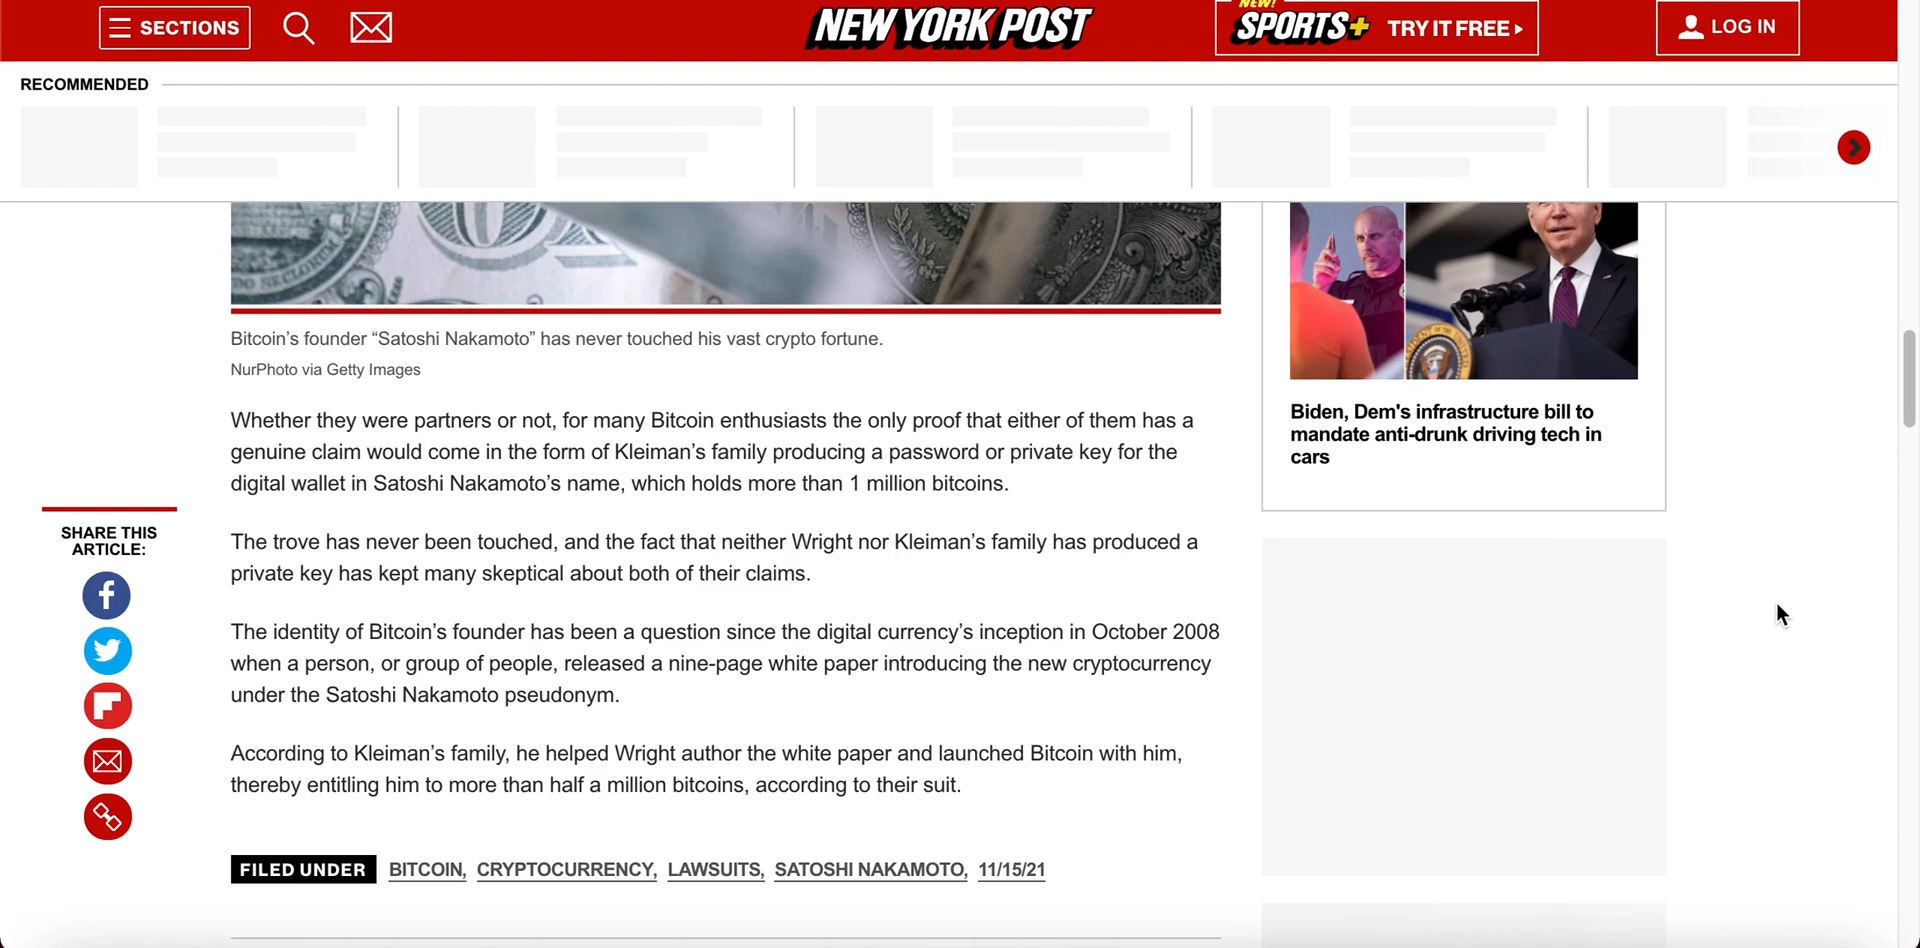 SECTIONS
NEW YORK POST
NEW!
SPORTS+ TRY IT FREE
LOG IN
RECOMMENDED
Bitcoin’s founder “Satoshi Nakamoto” has never touched his vast crypto fortune.
NurPhoto via Getty Images
Whether they were partners or not, for many Bitcoin enthusiasts the only proof that either of them has a
genuine claim would come in the form of Kleiman’s family producing a password or private key for the
digital wallet in Satoshi Nakamoto’s name, which holds more than 1 million bitcoins.
The trove has never been touched, and the fact that neither Wright nor Kleiman’s family has produced a
private key has kept many skeptical about both of their claims.
The identity of Bitcoin’s founder has been a question since the digital currency’s inception in October 2008
when a person, or group of people, released a nine-page white paper introducing the new cryptocurrency
under the Satoshi Nakamoto pseudonym.
According to Kleiman’s family, he helped Wright author the white paper and launched Bitcoin with him,
thereby entitling him to more than half a million bitcoins, according to their suit.
FILED UNDER BITCOIN, CRYPTOCURRENCY, LAWSUITS, SATOSHI NAKAMOTO, 11/15/21
SHARE THIS
ARTICLE:
Biden, Dem's infrastructure bill to
mandate anti-drunk driving tech in
cars